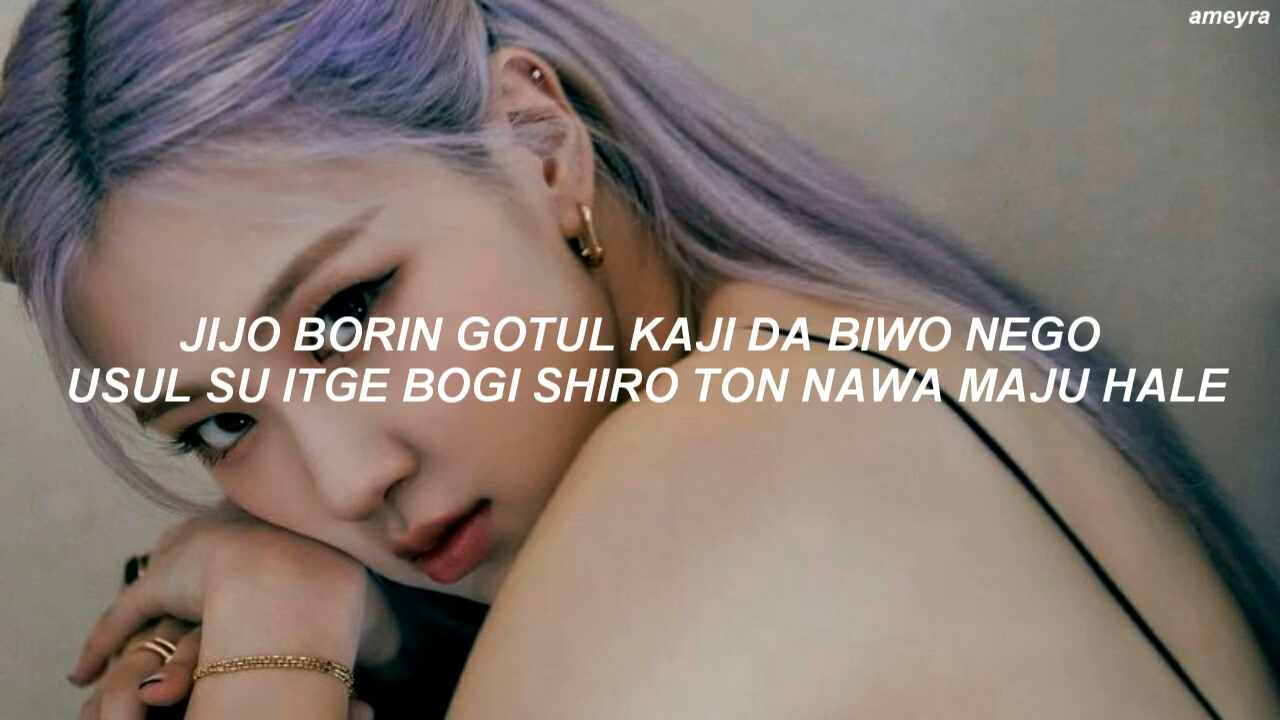 ameyra
JIJO BORIN GOTUL KAJI DA BIWO NEGO
USUL SU ITGE BOGI SHIRO TON NAWA MAJU HALE